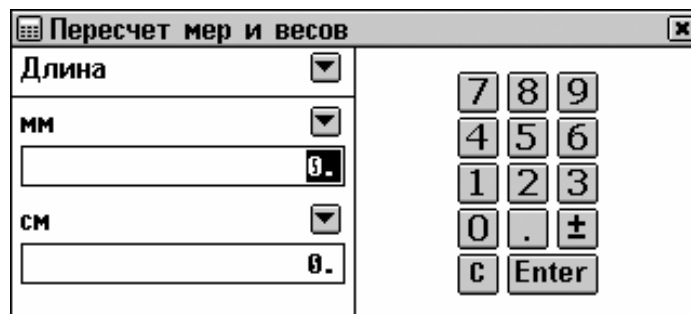 Пересчет мер и весов
Длина
мм
0.
см
0.
7 8 9
4 5 6
1 2 3
0 . ±
C Enter